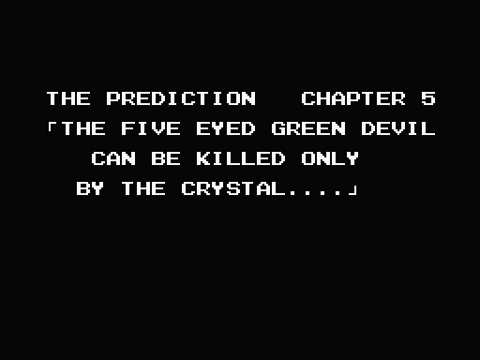 THE PREDICTION CHAPTER 5
「THE FIVE EYED GREEN DEVIL
CAN BE KILLED ONLY
BY THE CRYSTAL....」